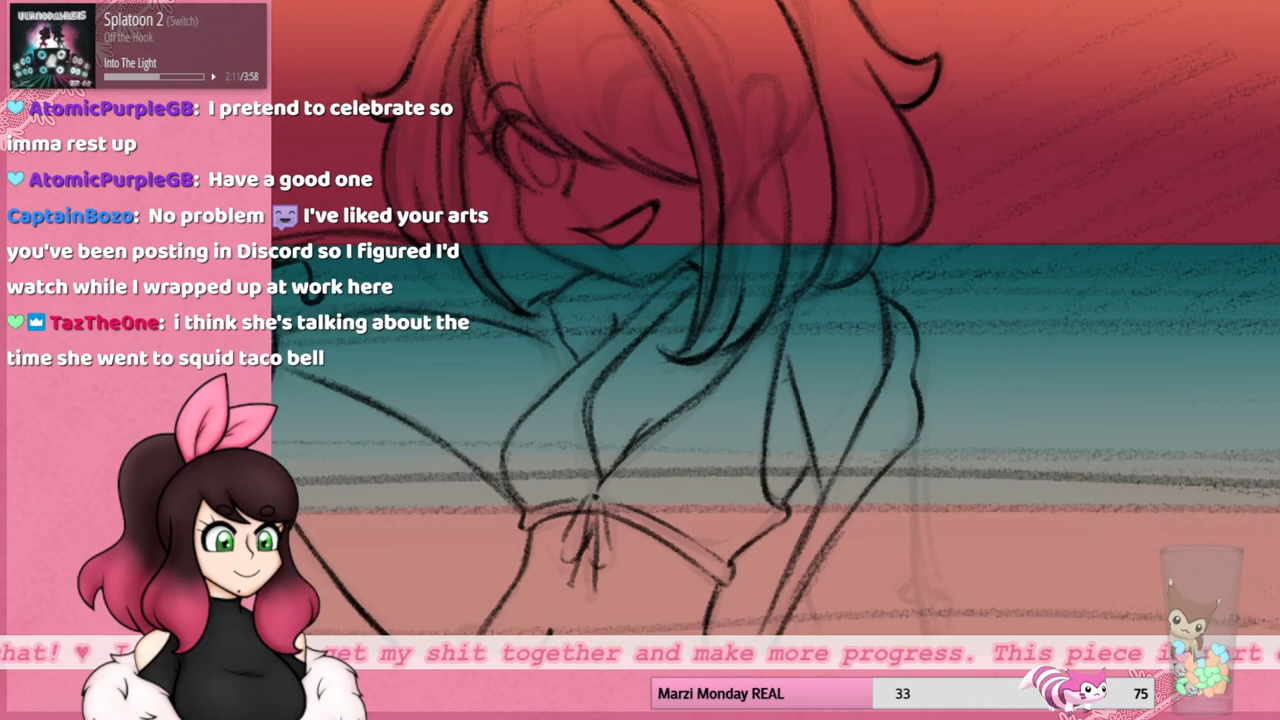 Splatoon 2 (Switch)
Off the Hook
Into The Light
2:11/3:58
AtomicPurpleGB: I pretend to celebrate so
imma rest up
AtomicPurpleGB: Have a good one
CaptainBozo: No problem I've liked your arts
you've been posting in Discord so I figured I'd
watch while I wrapped up at work here
TazTheOne: i think she's talking about the
time she went to squid taco bell
hat! ♥ get my shit together and make more progress. This piece
Marzi Monday REAL 33 75